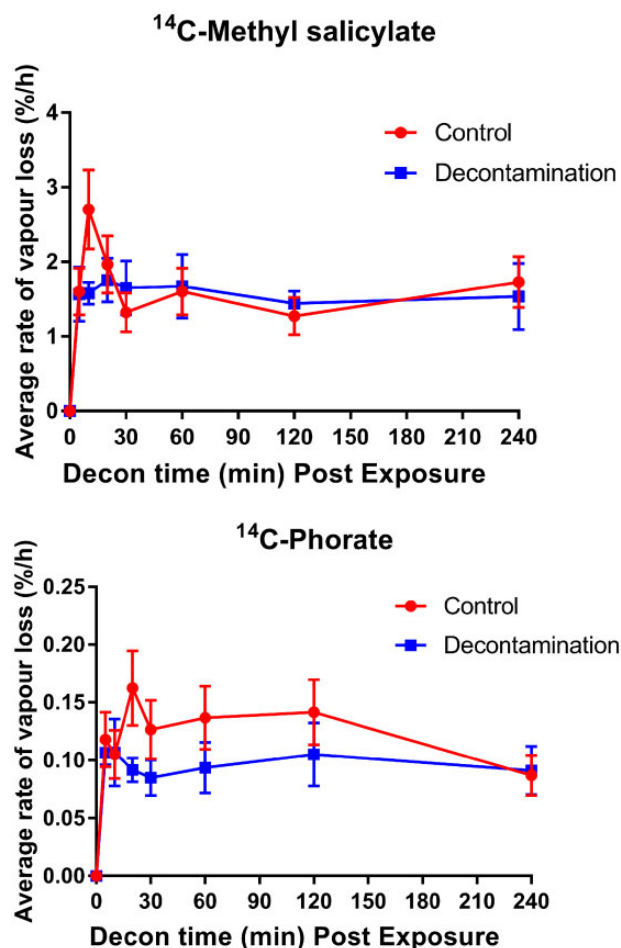 ¹⁴C-Methyl salicylate
Average rate of vapour loss (%/h)
4
3
2
1
0
Control
Decontamination
0 30 60 90 120 150 180 210 240
Decon time (min) Post Exposure
¹⁴C-Phorate
Average rate of vapour loss (%/h)
0.25
0.20
0.15
0.10
0.05
0.00
Control
Decontamination
0 30 60 90 120 150 180 210 240
Decon time (min) Post Exposure